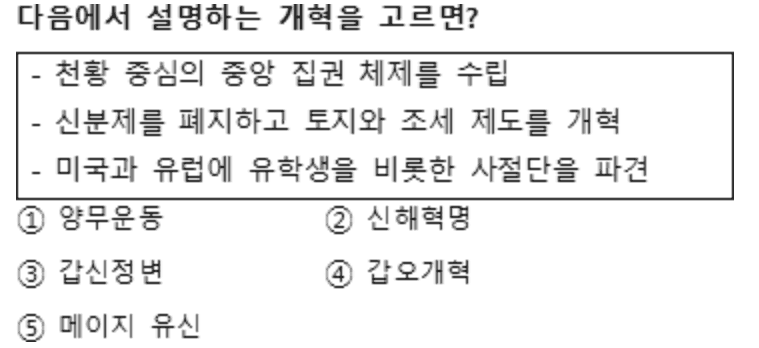 다음에서 설명하는 개혁을 고르면?
- 천황 중심의 중앙 집권 체제를 수립
- 신분제를 폐지하고 토지와 조세 제도를 개혁
- 미국과 유럽에 유학생을 비롯한 사절단을 파견
① 양무운동 ② 신해혁명
③ 갑신정변 ④ 갑오개혁
⑤ 메이지 유신